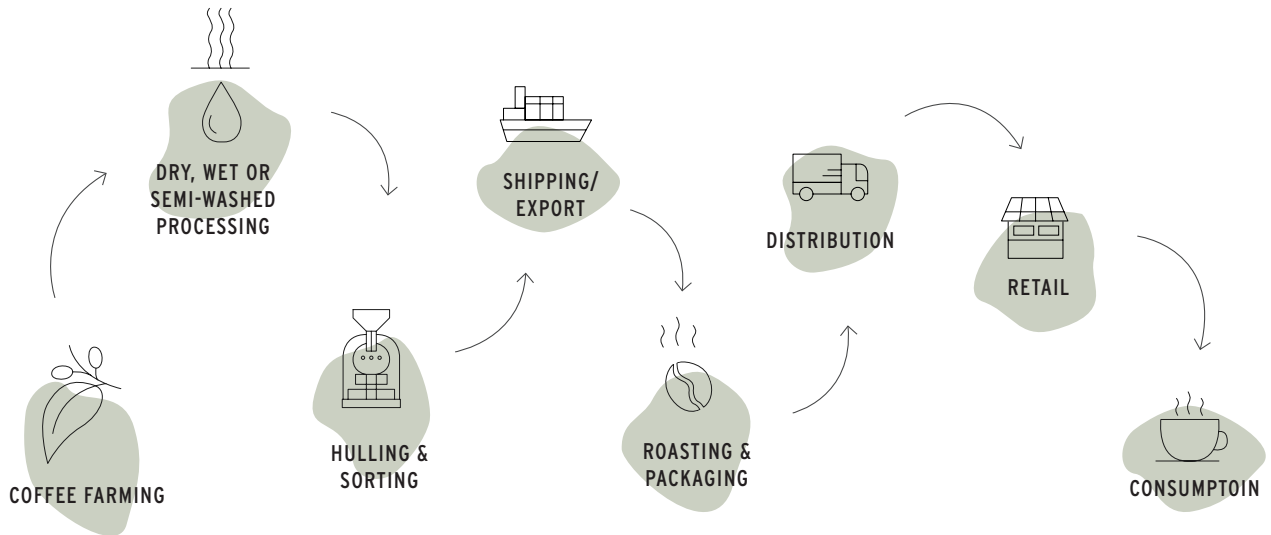 COFFEE FARMING
DRY, WET OR
SEMI-WASHED
PROCESSING
HULLING &
SORTING
SHIPPING/
EXPORT
ROASTING &
PACKAGING
DISTRIBUTION
RETAIL
CONSUMPTOIN